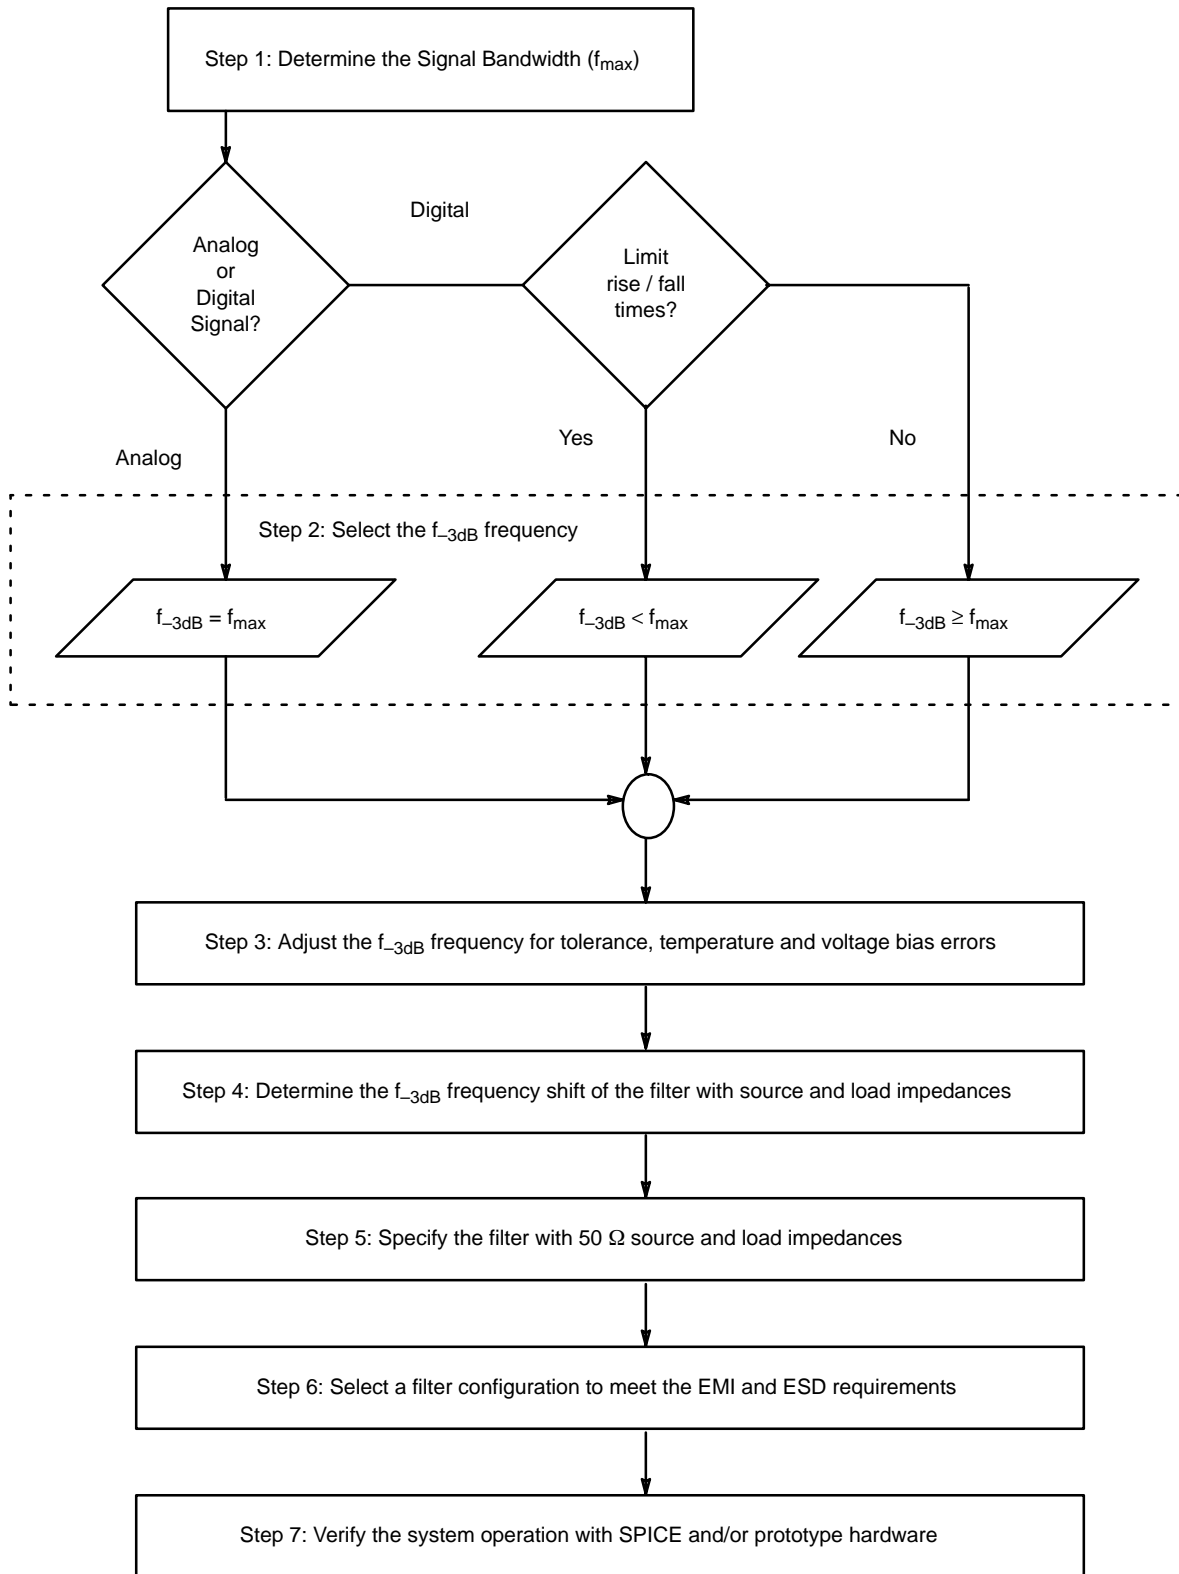 Step 1: Determine the Signal Bandwidth (fmax)
Digital
Analog
or
Digital
Signal?
Limit
rise / fall
times?
Analog
Yes
No
Step 2: Select the f–3dB frequency
f–3dB = fmax
f–3dB < fmax
f–3dB ≥ fmax
Step 3: Adjust the f–3dB frequency for tolerance, temperature and voltage bias errors
Step 4: Determine the f–3dB frequency shift of the filter with source and load impedances
Step 5: Specify the filter with 50 Ω source and load impedances
Step 6: Select a filter configuration to meet the EMI and ESD requirements
Step 7: Verify the system operation with SPICE and/or prototype hardware